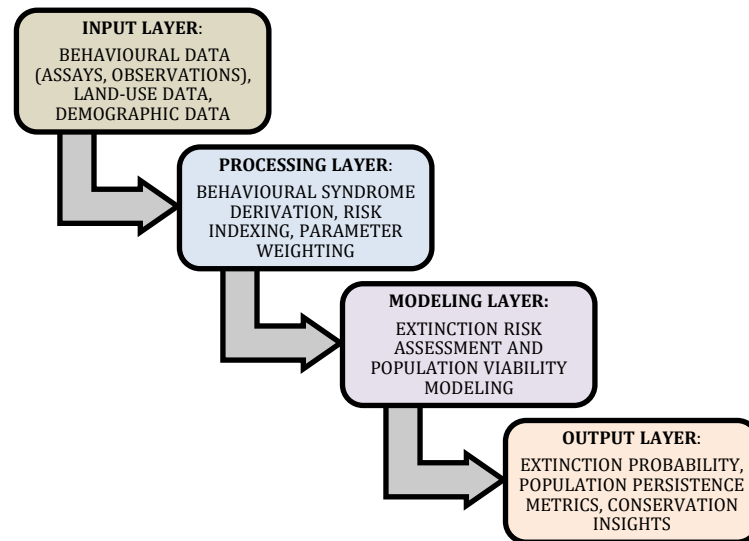 INPUT LAYER:
BEHAVIOURAL DATA
(ASSAYS, OBSERVATIONS),
LAND-USE DATA,
DEMOGRAPHIC DATA
PROCESSING LAYER:
BEHAVIOURAL SYNDROME
DERIVATION, RISK
INDEXING, PARAMETER
WEIGHTING
MODELING LAYER:
EXTINCTION RISK
ASSESSMENT AND
POPULATION VIABILITY
MODELING
OUTPUT LAYER:
EXTINCTION PROBABILITY,
POPULATION PERSISTENCE
METRICS, CONSERVATION
INSIGHTS